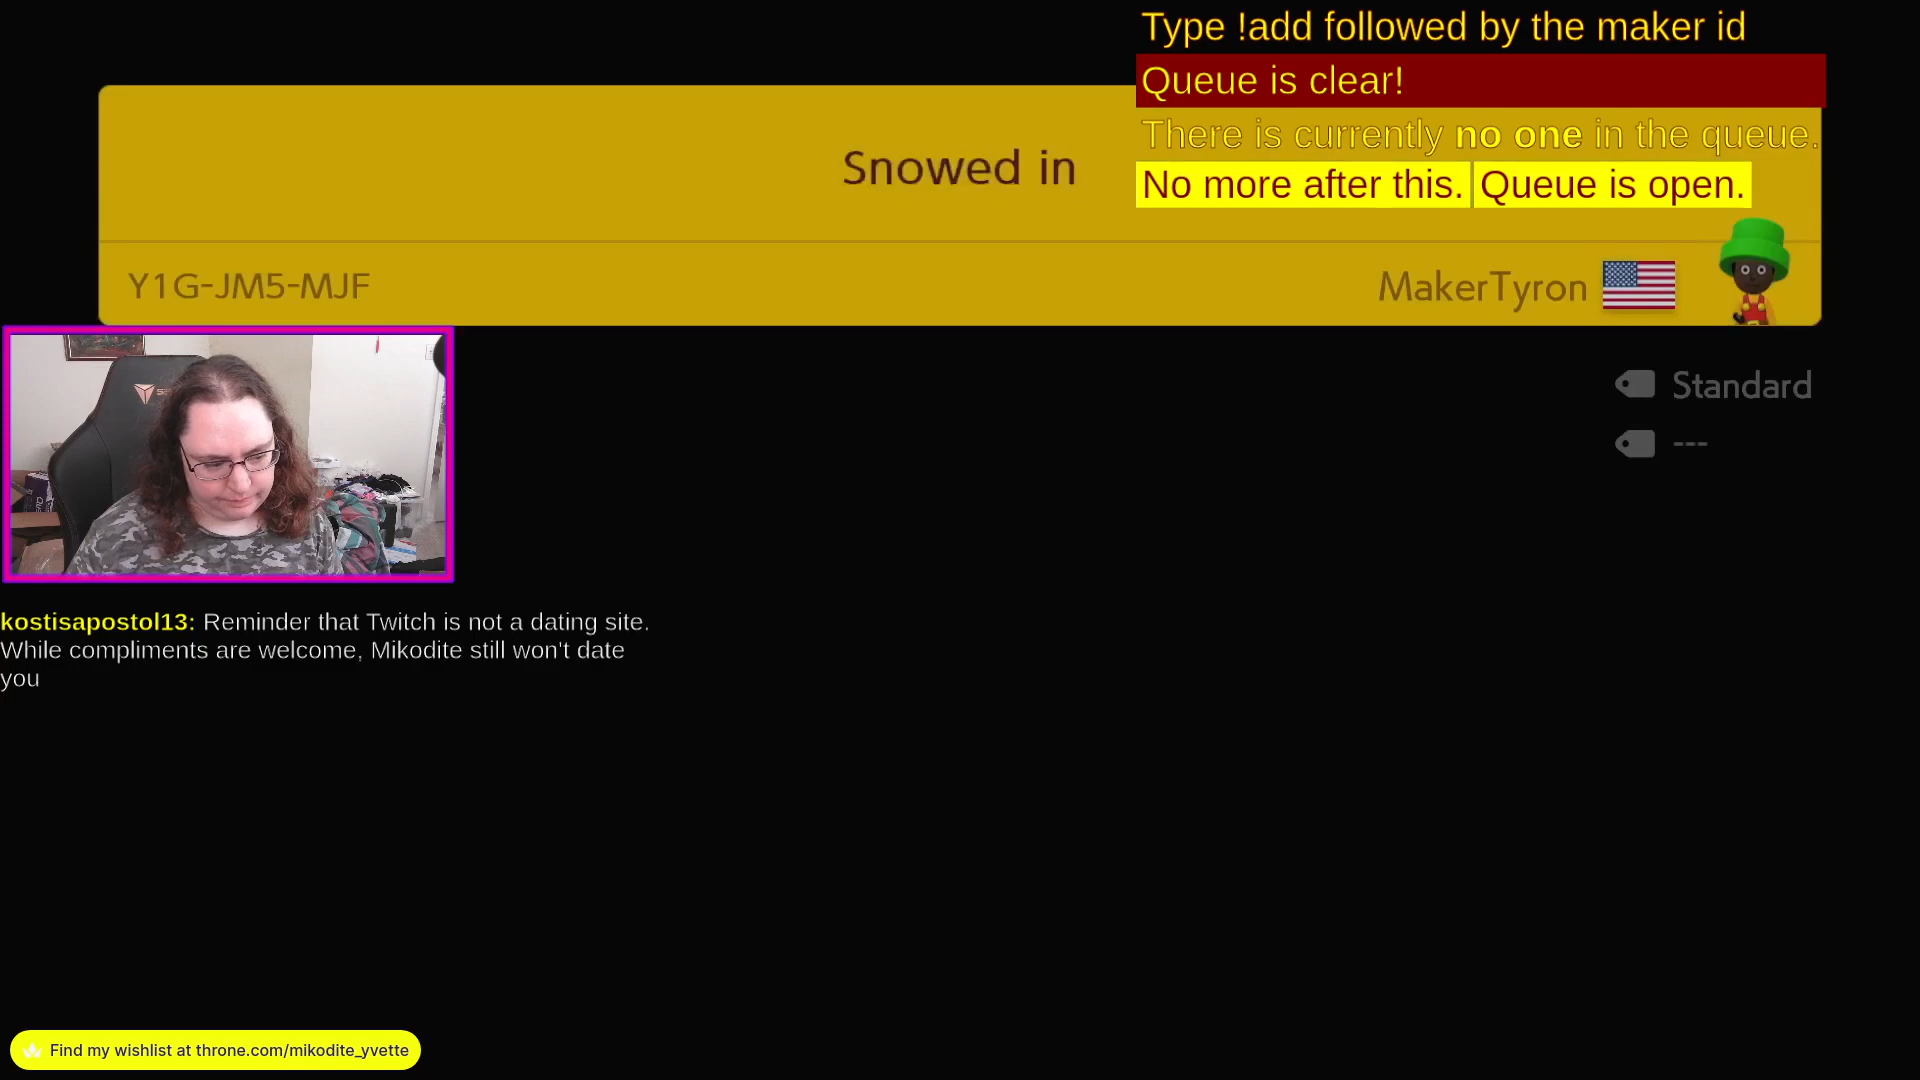 Type !add followed by the maker id
Queue is clear!
There is currently no one in the queue.
No more after this. Queue is open.
Snowed in
Y1G-JM5-MJF
MakerTyron
Standard
---
kostisapostol13: Reminder that Twitch is not a dating site.
While compliments are welcome, Mikodite still won't date
you
Find my wishlist at throne.com/mikodite_yvette